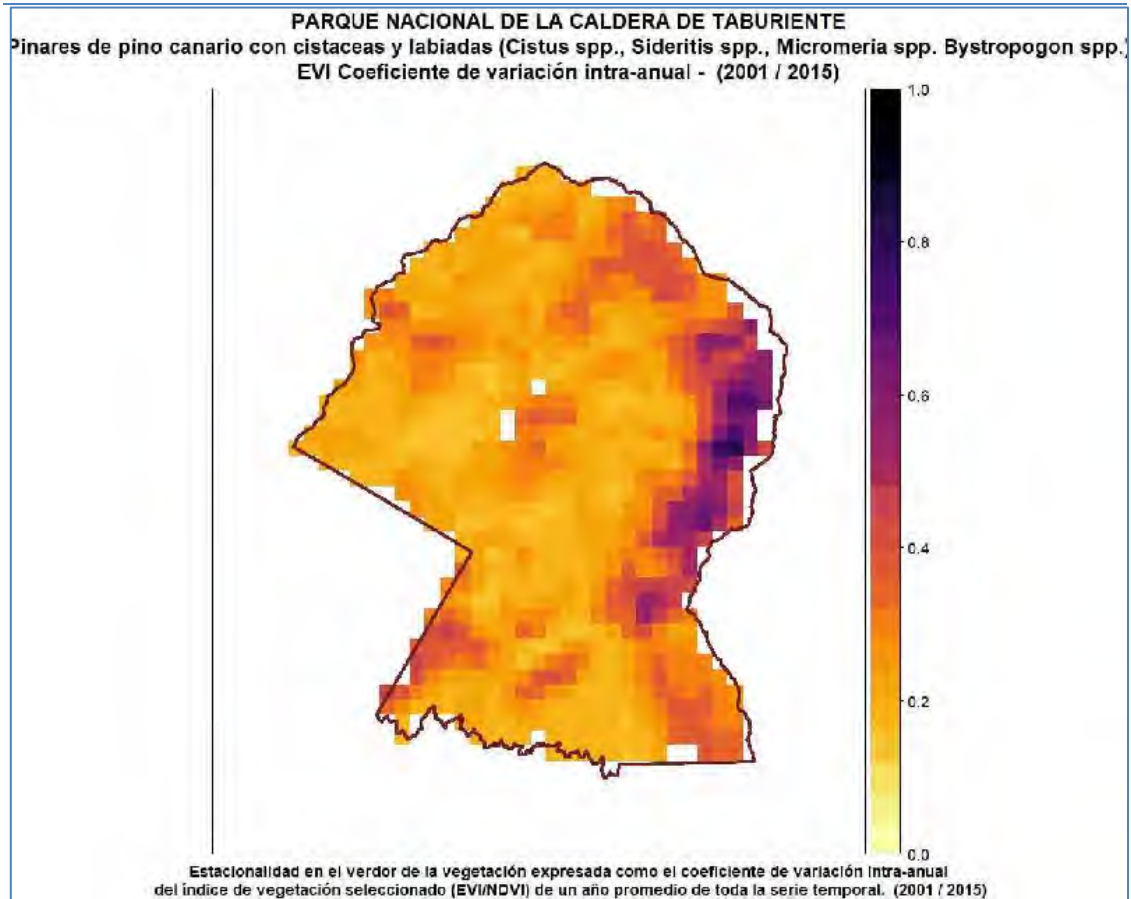 PARQUE NACIONAL DE LA CALDERA DE TABURIENTE
Pinares de pino canario con cistaceas y labiadas (Cistus spp., Sideritis spp., Micromeria spp. Bystropogon spp.)
EVI Coeficiente de variación intra-anual - (2001 / 2015)
1.0
0.8
0.6
0.4
0.2
0.0
Estacionalidad en el verdor de la vegetación expresada como el coeficiente de variación intra-anual
del índice de vegetación seleccionado (EVI/NDVI) de un año promedio de toda la serie temporal. (2001 / 2015)